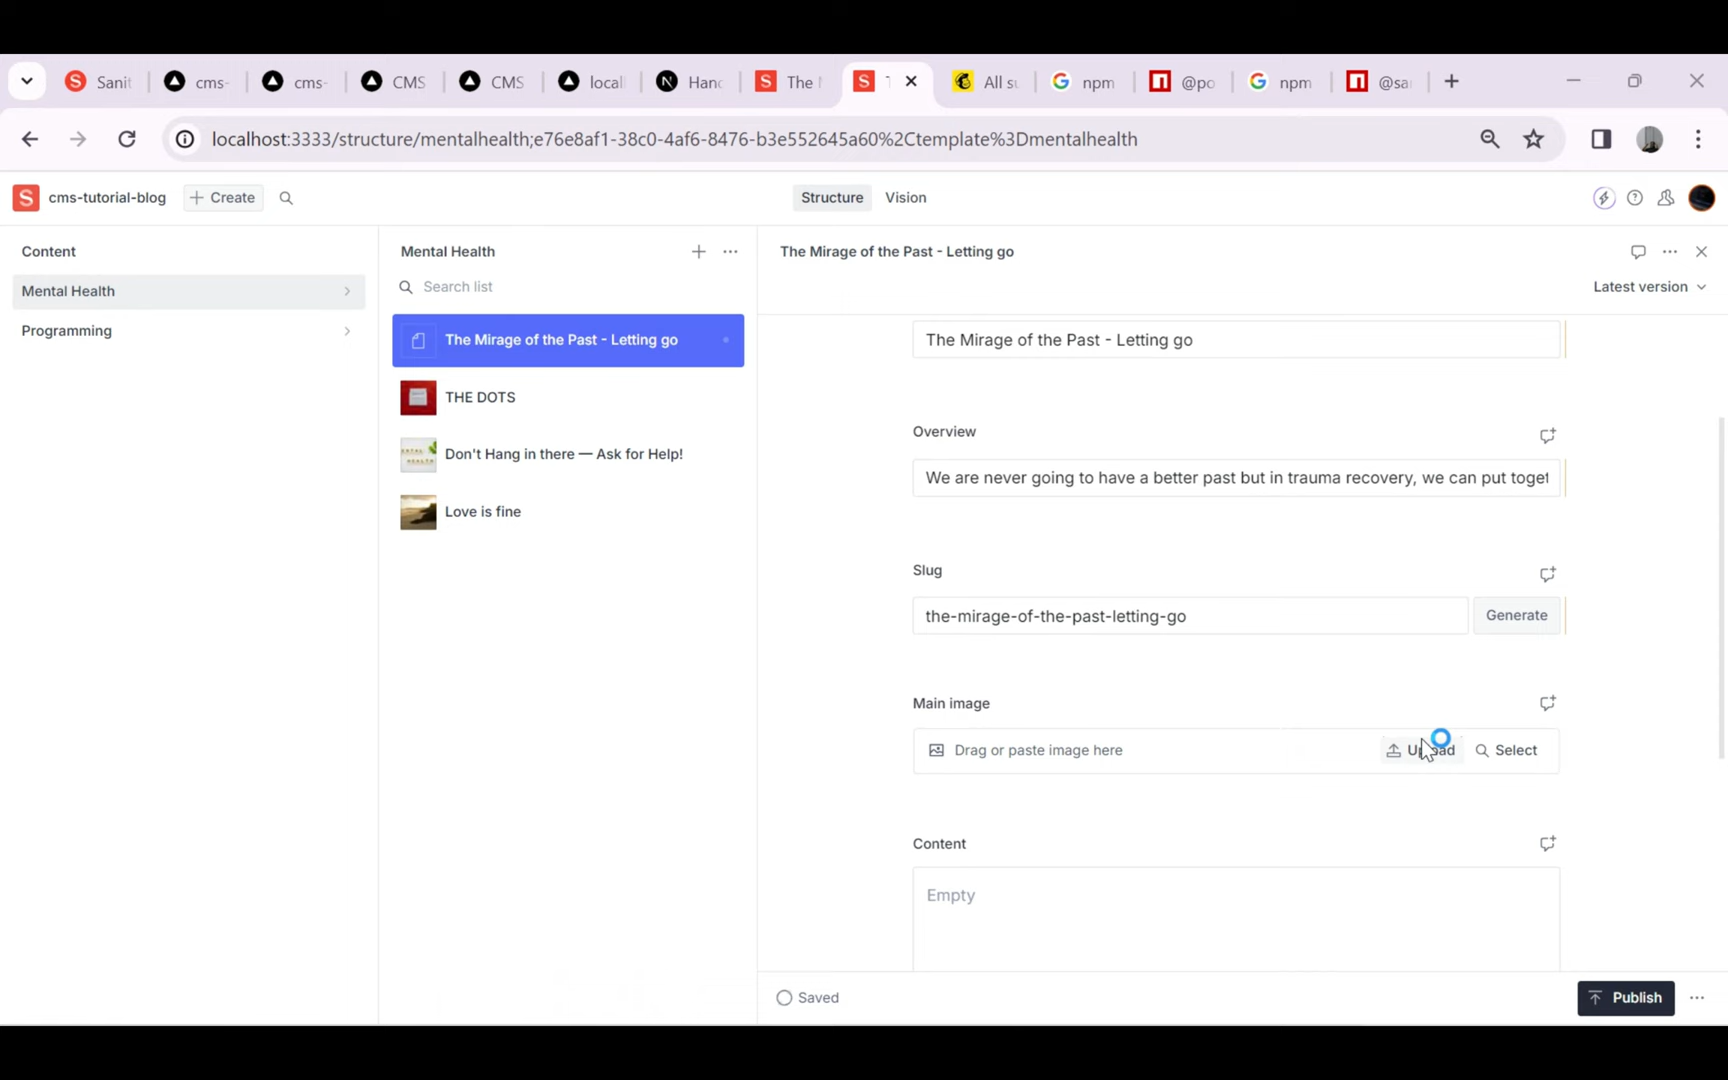 Sanit
cms-
cms-
CMS
CMS
locali
N
Hanc
The
All su
npm
@po
npm
@sa
localhost:3333/structure/mentalhealth;e76e8af1-38c0-4af6-8476-b3e552645a60%2Ctemplate%3Dmentalhealth
S
cms-tutorial-blog
Create
Structure
Vision
Content
Mental Health
Programming
Mental Health
Search list
The Mirage of the Past - Letting go
THE DOTS
Don't Hang in there — Ask for Help!
Love is fine
The Mirage of the Past - Letting go
Latest version
The Mirage of the Past - Letting go
Overview
We are never going to have a better past but in trauma recovery, we can put toget
Slug
the-mirage-of-the-past-letting-go
Generate
Main image
Drag or paste image here
Upload
Select
Content
Empty
Saved
Publish